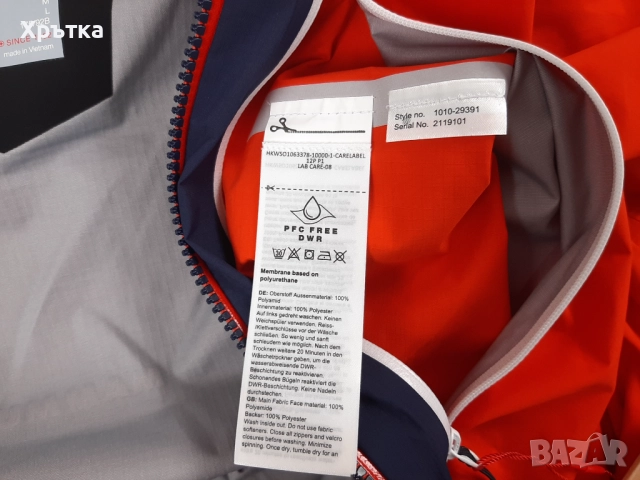 M
L
B
SINCE
made in Vietnam
Хрътка
Style no. 1010-29391
Serial No. 2119101
HKWSO1063378-10000-1-CARELABEL
12P P1
LAB CARE-08
PFC FREE
DWR
Membrane based on
polyurethane
DE: Oberstoff Aussenmaterial: 100%
Polyamid
Innenmaterial: 100% Polyester
Auf links gedreht waschen. Keinen
Weichspüler verwenden. Reiss-
/Klettverschlüsse vor der Wäsche
schließen. So wenig und sanft
schleudern wie möglich. Nach dem
Trocknen weitere 20 Minuten in den
Wäschetrockner geben, um die
wasserabweisende DWR-
Beschichtung zu reaktivieren.
Schonendes Bügeln reaktiviert die
DWR-Beschichtung. Kein Nadeln
durchstechen.
GB: Main Fabric Face material: 100%
Polyamide
Backer: 100% Polyester
Wash inside out. Do not use fabric
softeners. Close all zippers and velcro
closures before washing. Minimize
spinning. Once dry, tumble dry for an
BAZAR